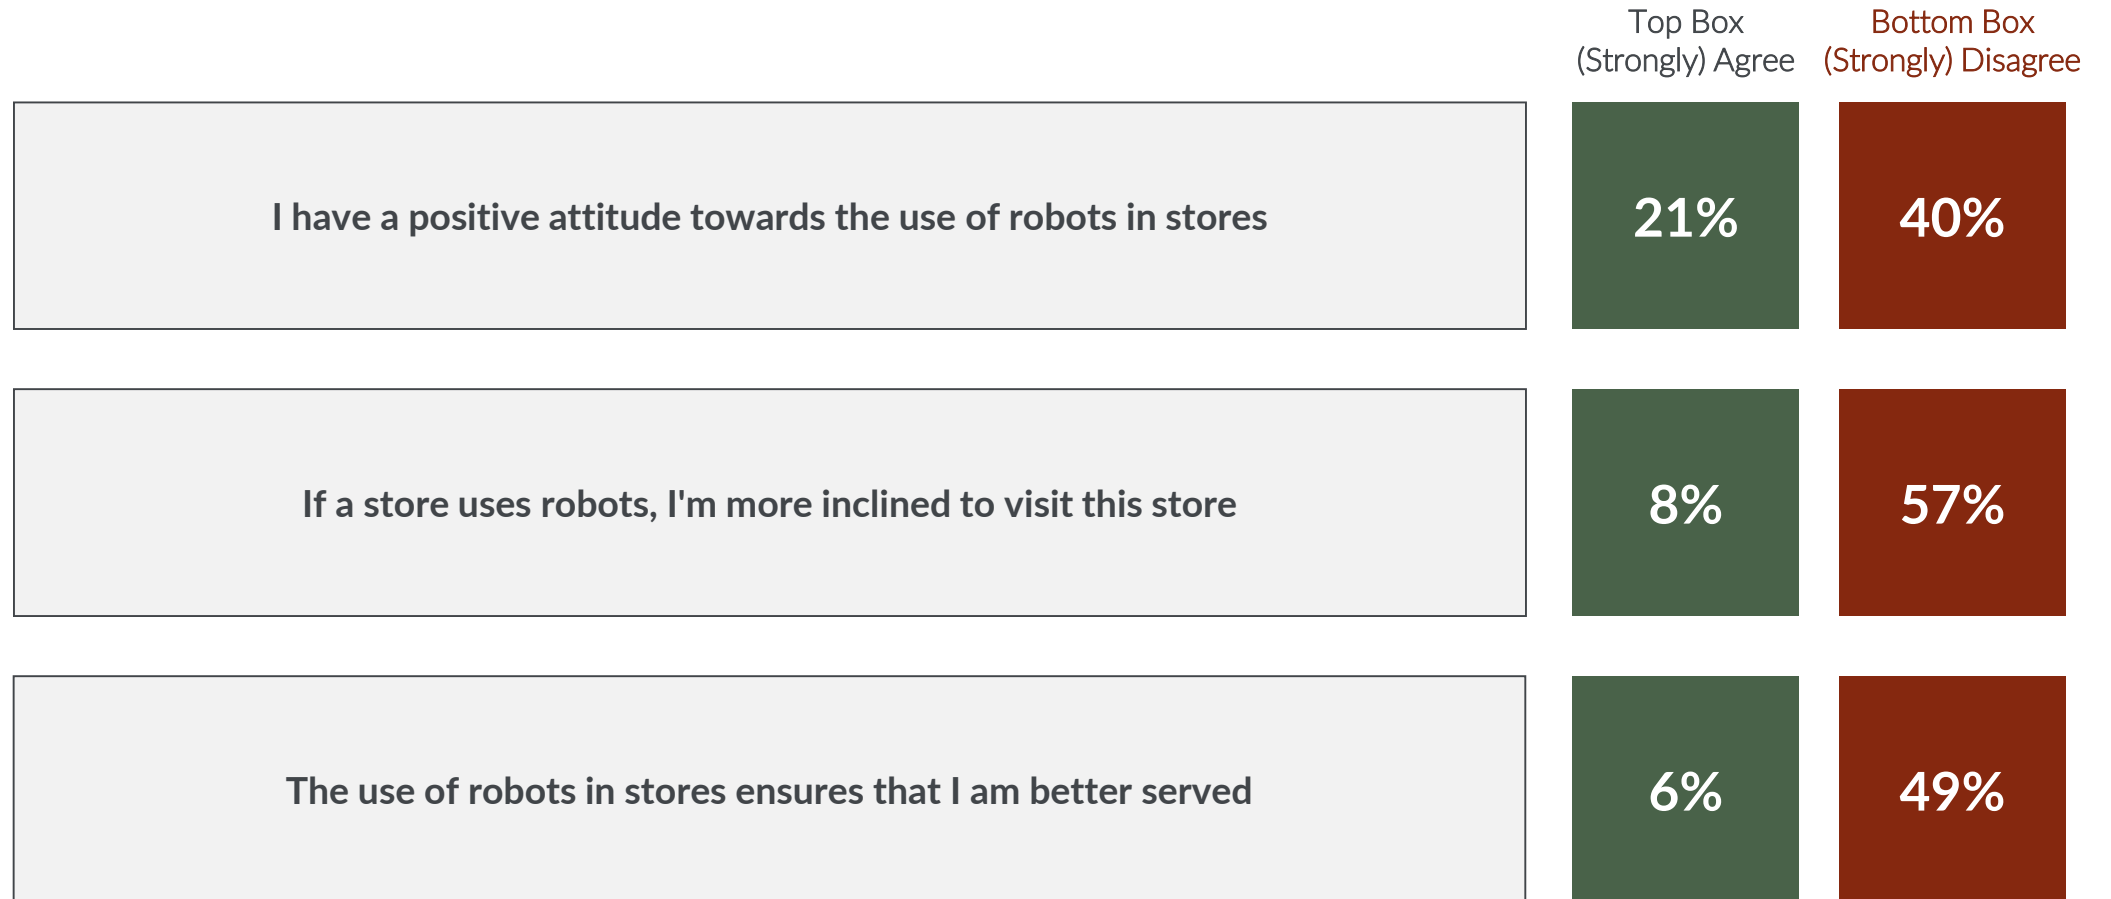 Top Box
(Strongly) Agree
Bottom Box
(Strongly) Disagree
I have a positive attitude towards the use of robots in stores
21%
40%
If a store uses robots, I'm more inclined to visit this store
8%
57%
The use of robots in stores ensures that I am better served
6%
49%